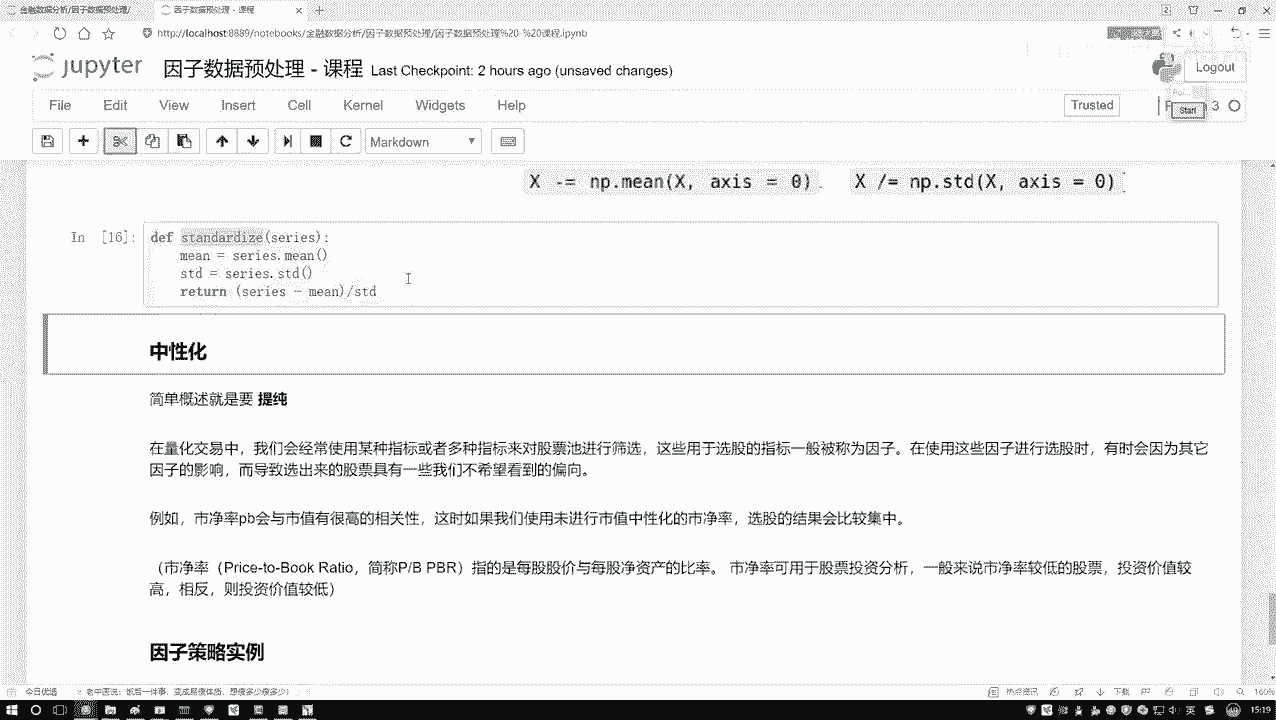 金融数据分析/因子数据预处理/
因子数据预处理 - 课程
http://localhost:8889/notebooks/金融数据分析/因子数据预处理/因子数据预处理%20-%20课程.ipynb
jupyter 因子数据预处理 - 课程 Last Checkpoint: 2 hours ago (unsaved changes)
Logout
File Edit View Insert Cell Kernel Widgets Help
Trusted
3
Start
Markdown
X -= np.mean(X, axis = 0) X /= np.std(X, axis = 0)
In [16]: def standardize(series):
mean = series.mean()
std = series.std()
return (series - mean)/std
中性化
简单概述就是要 提纯
在量化交易中，我们会经常使用某种指标或者多种指标来对股票池进行筛选，这些用于选股的指标一般被称为因子。在使用这些因子进行选股时，有时会因为其它
因子的影响，而导致选出来的股票具有一些我们不希望看到的偏向。
例如，市净率pb会与市值有很高的相关性，这时如果我们使用未进行市值中性化的市净率，选股的结果会比较集中。
（市净率（Price-to-Book Ratio，简称P/B PBR）指的是每股股价与每股净资产的比率。 市净率可用于股票投资分析，一般来说市净率较低的股票，投资价值较
高，相反，则投资价值较低）
因子策略实例
今日优选
热点资讯
下载
160%
英
15:19